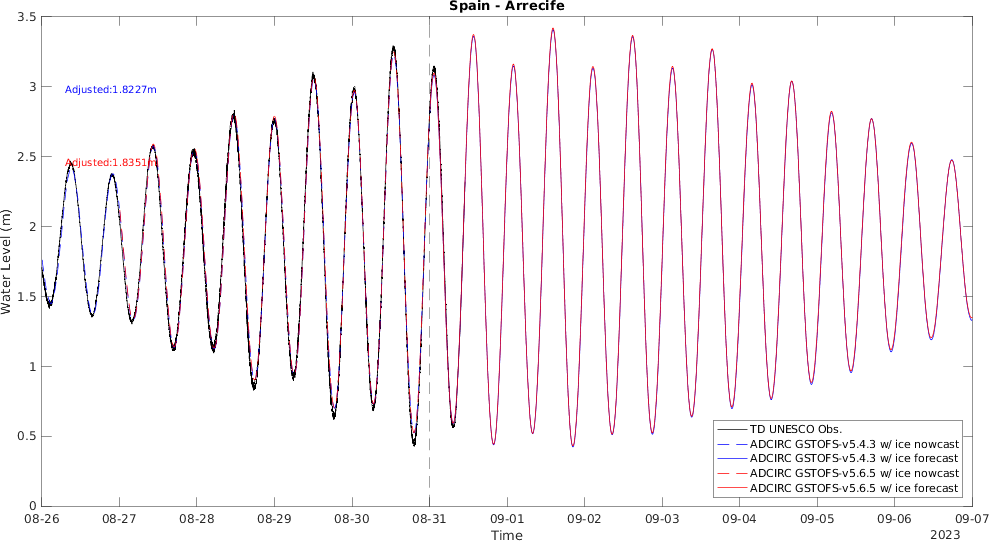 Spain - Arrecife
3.5
3
2.5
2
1.5
1
0.5
0
Water Level (m)
Adjusted:1.8227m
Adjusted:1.8351m
TD UNESCO Obs.
ADCIRC GSTOFS-v5.4.3 w/ ice nowcast
ADCIRC GSTOFS-v5.4.3 w/ ice forecast
ADCIRC GSTOFS-v5.6.5 w/ ice nowcast
ADCIRC GSTOFS-v5.6.5 w/ ice forecast
08-26 08-27 08-28 08-29 08-30 08-31 09-01 09-02 09-03 09-04 09-05 09-06 09-07
Time
2023